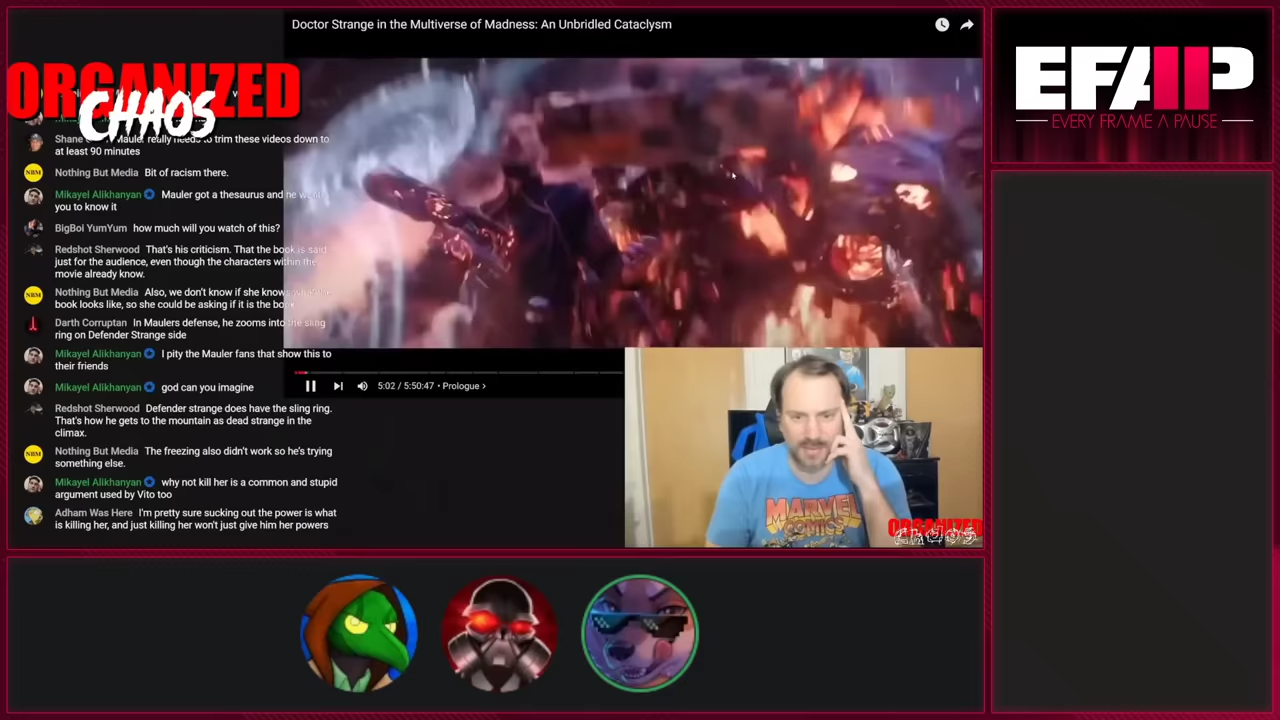 Doctor Strange in the Multiverse of Madness: An Unbridled Cataclysm
ORGANIZED
CHAOS
EFAP
EVERY FRAME A PAUSE
Shane
Mauler really needs to trim these videos down to
at least 90 minutes
Nothing But Media Bit of racism there.
Mikayel Alikhanyan Mauler got a thesaurus and he
you to know it
BigBoi YumYum how much will you watch of this?
Redshot Sherwood That's his criticism. That the book is said
just for the audience, even though the characters within the
movie already know.
Nothing But Media Also, we don't know if she knows what the
book looks like, so she could be asking if it is the book.
Darth Corruptan In Maulers defense, he zooms into the sling
ring on Defender Strange side
Mikayel Alikhanyan I pity the Mauler fans that show this to
their friends
Mikayel Alikhanyan god can you imagine
Redshot Sherwood Defender strange does have the sling ring.
That's how he gets to the mountain as dead strange in the
climax.
Nothing But Media The freezing also didn't work so he's trying
something else.
Mikayel Alikhanyan why not kill her is a common and stupid
argument used by Vito too
Adham Was Here I'm pretty sure sucking out the power is what
is killing her, and just killing her won't just give him her powers
5:02 / 5:50:47 • Prologue ›
MARVEL
COMICS
ORGANIZED
CHAOS
NBM
NBM
NBM